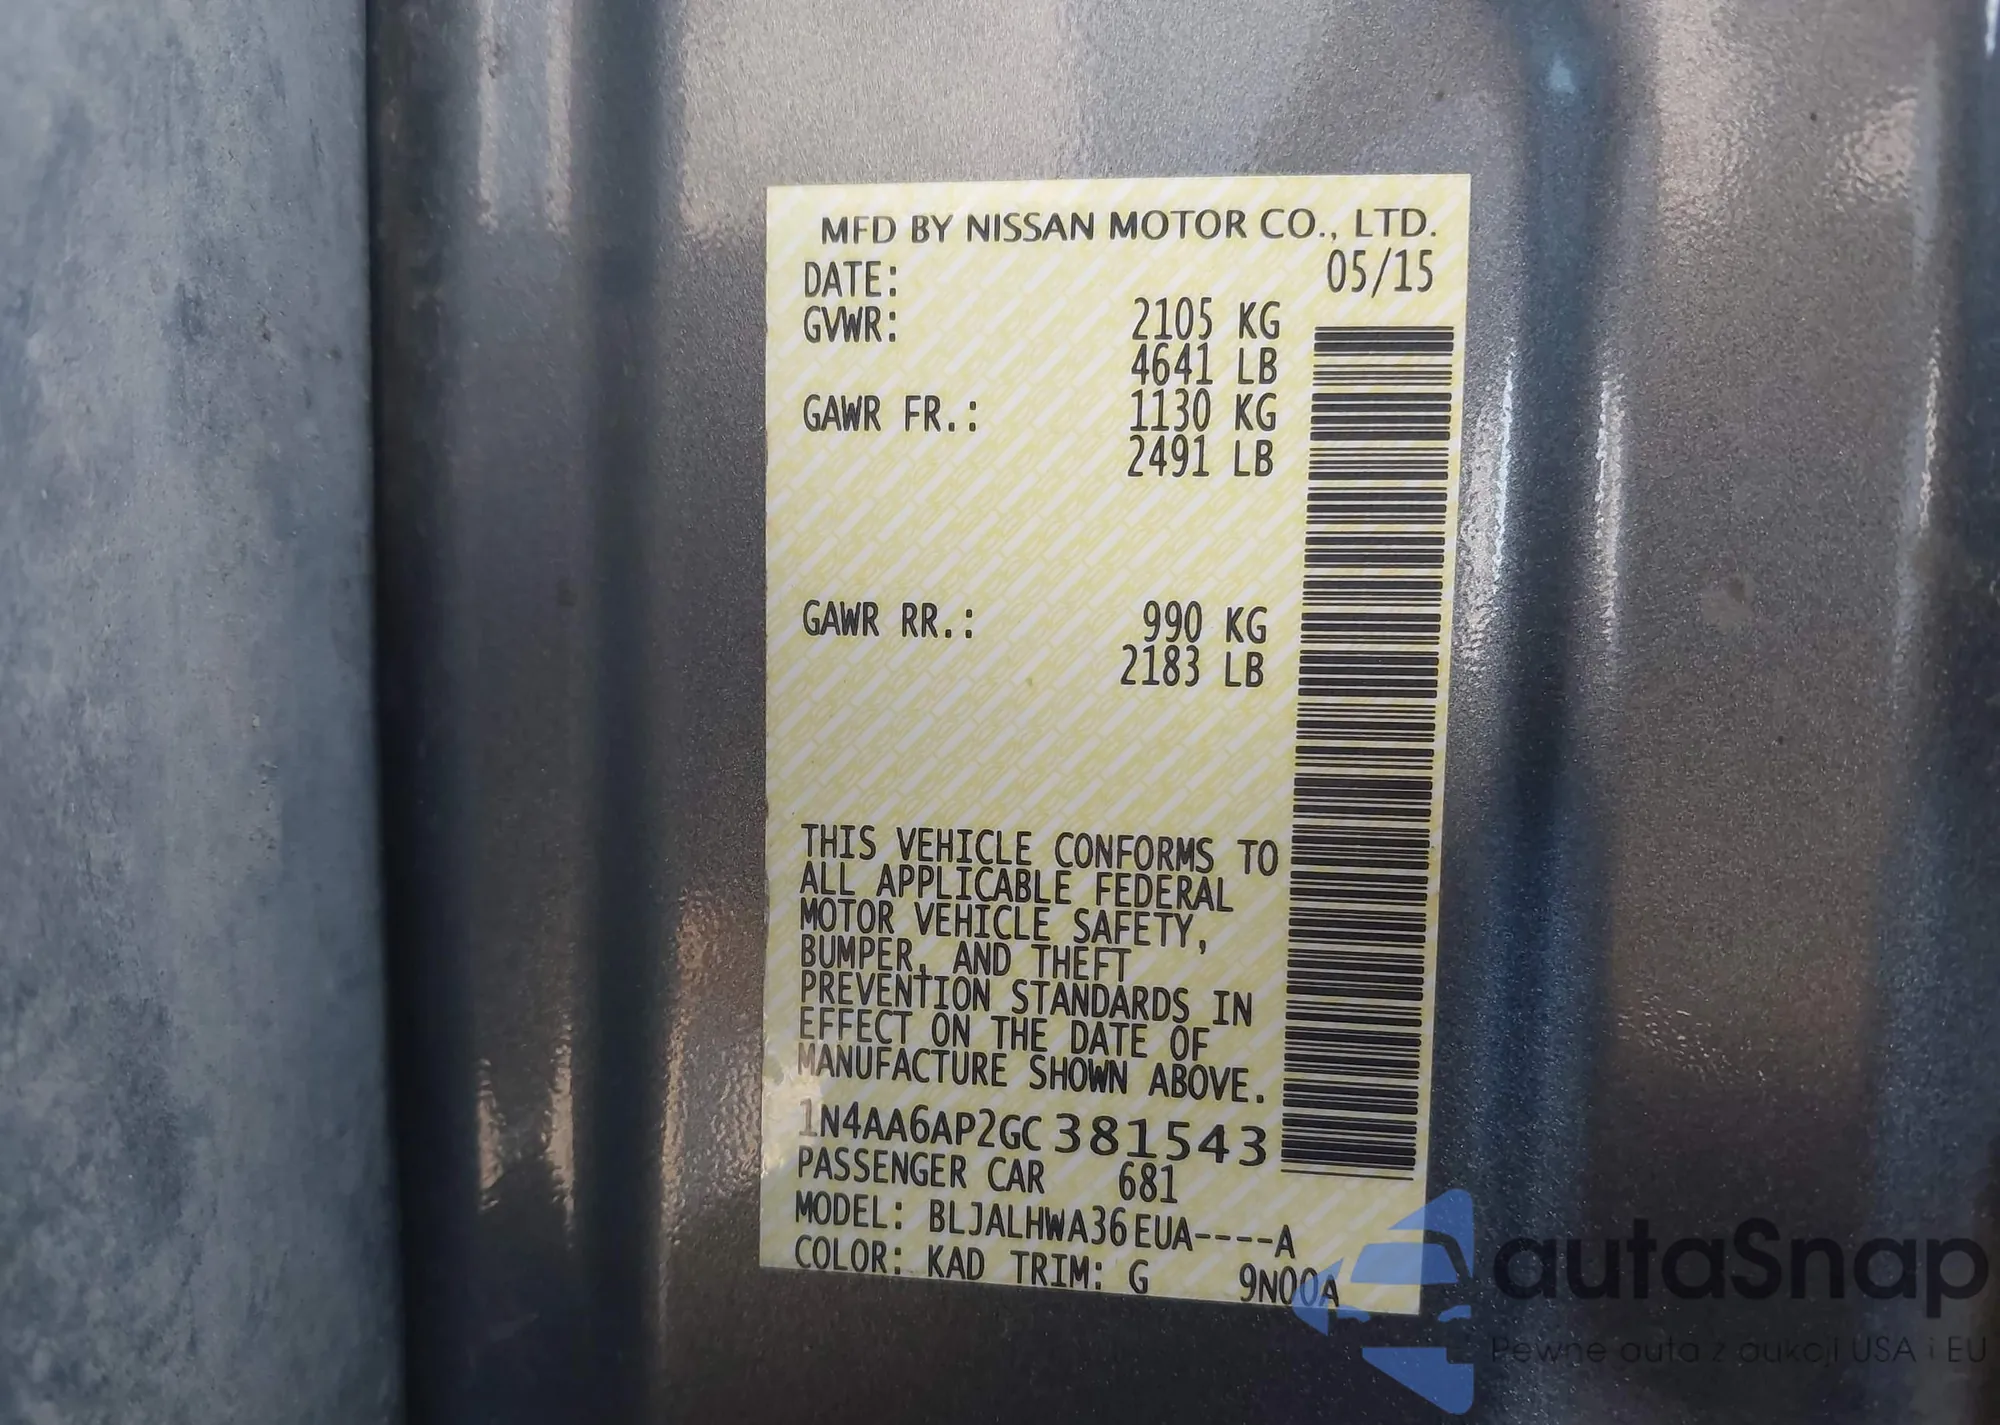 MFD BY NISSAN MOTOR CO., LTD.
DATE: 05/15
GVWR: 2105 KG
4641 LB
GAWR FR.: 1130 KG
2491 LB
GAWR RR.: 990 KG
2183 LB
THIS VEHICLE CONFORMS TO
ALL APPLICABLE FEDERAL
MOTOR VEHICLE SAFETY,
BUMPER, AND THEFT
PREVENTION STANDARDS IN
EFFECT ON THE DATE OF
MANUFACTURE SHOWN ABOVE.
1N4AA6AP2GC381543
PASSENGER CAR 681
MODEL: BLJALHWA36EUA----A
COLOR: KAD TRIM: G 9N00A
autaSnap
Pewne auta z aukcji USA i EU